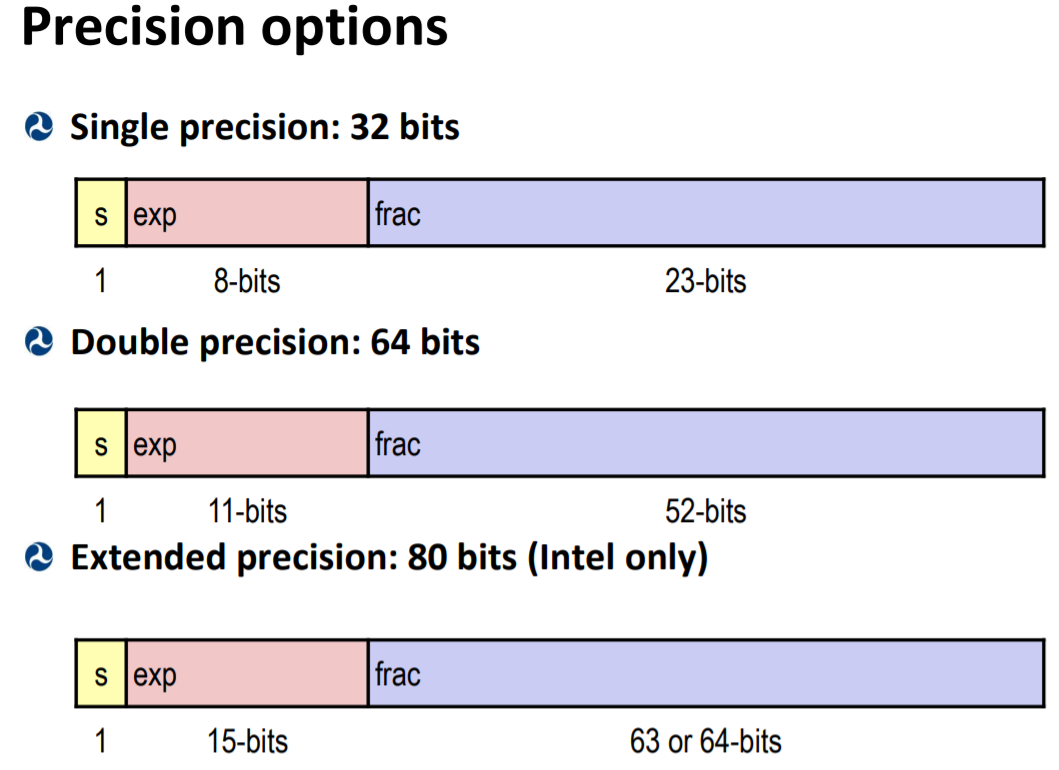 Precision options
Single precision: 32 bits
s exp frac
1 8-bits 23-bits
Double precision: 64 bits
s exp frac
1 11-bits 52-bits
Extended precision: 80 bits (Intel only)
s exp frac
1 15-bits 63 or 64-bits